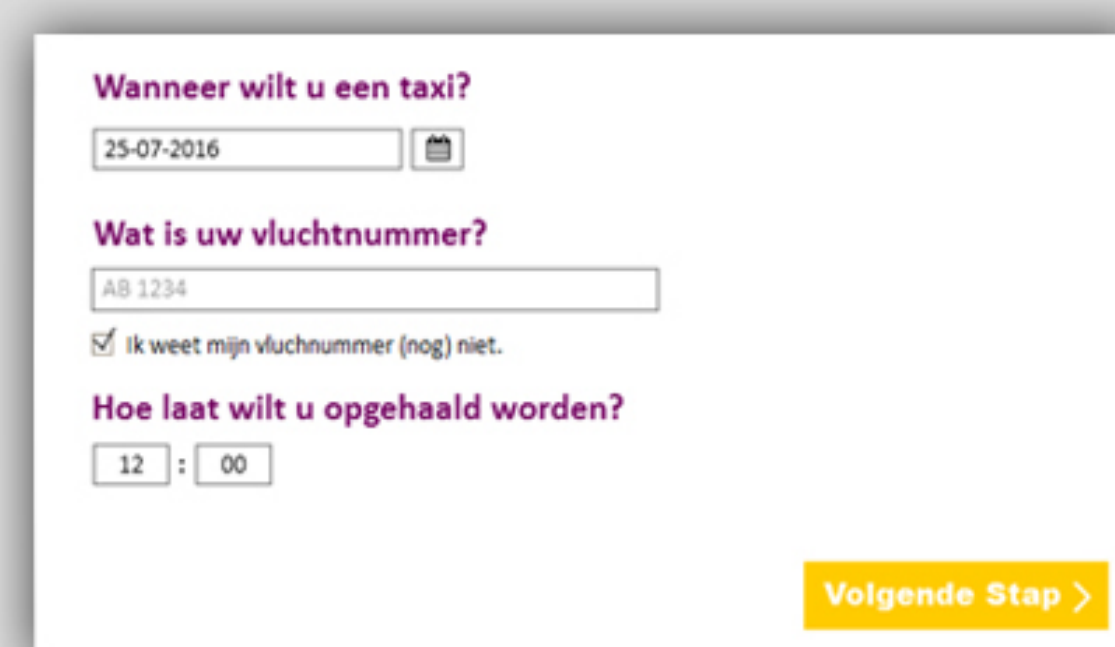 Wanneer wilt u een taxi?
25-07-2016
Wat is uw vluchtnummer?
AB 1234
Ik weet mijn vluchnummer (nog) niet.
Hoe laat wilt u opgehaald worden?
12 : 00
Volgende Stap >